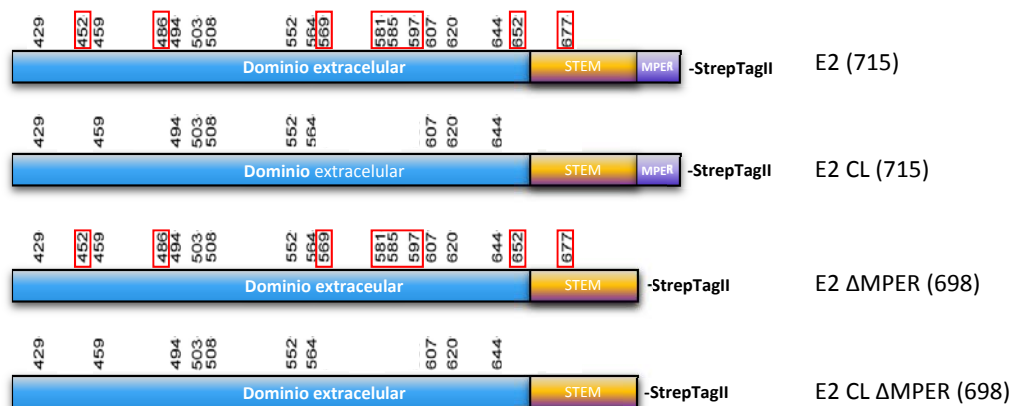 429 452 459 486 494 503 508 552 564 569 581 585 597 607 620 644 652 677
Dominio extracelular STEM MPER -StrepTagII E2 (715)
429 459 494 503 508 552 564 607 620 644
Dominio extracelular STEM MPER -StrepTagII E2 CL (715)
429 452 459 486 494 503 508 552 564 569 581 585 597 607 620 644 652 677
Dominio extraceular STEM -StrepTagII E2 ΔMPER (698)
429 459 494 503 508 552 564 607 620 644
Dominio extracelular STEM -StrepTagII E2 CL ΔMPER (698)